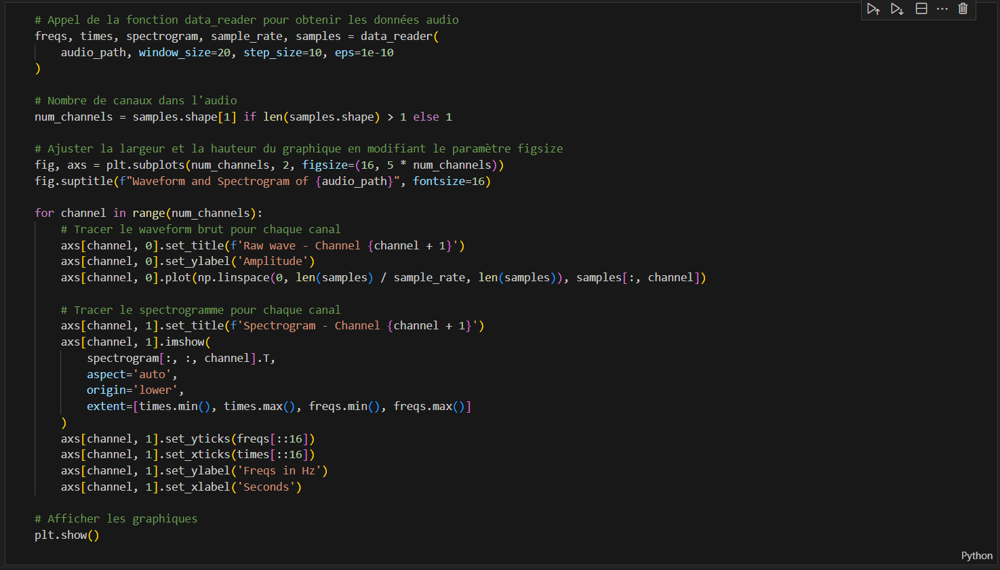 # Appel de la fonction data_reader pour obtenir les données audio
freqs, times, spectrogram, sample_rate, samples = data_reader(
    audio_path, window_size=20, step_size=10, eps=1e-10
)
# Nombre de canaux dans l'audio
num_channels = samples.shape[1] if len(samples.shape) > 1 else 1
# Ajuster la largeur et la hauteur du graphique en modifiant le paramètre figsize
fig, axs = plt.subplots(num_channels, 2, figsize=(16, 5 * num_channels))
fig.suptitle(f"Waveform and Spectrogram of {audio_path}", fontsize=16)
for channel in range(num_channels):
    # Tracer le waveform brut pour chaque canal
    axs[channel, 0].set_title(f'Raw wave - Channel {channel + 1}')
    axs[channel, 0].set_ylabel('Amplitude')
    axs[channel, 0].plot(np.linspace(0, len(samples) / sample_rate, len(samples)), samples[:, channel])
    # Tracer le spectrogramme pour chaque canal
    axs[channel, 1].set_title(f'Spectrogram - Channel {channel + 1}')
    axs[channel, 1].imshow(
        spectrogram[:, :, channel].T,
        aspect='auto',
        origin='lower',
        extent=[times.min(), times.max(), freqs.min(), freqs.max()]
    )
    axs[channel, 1].set_yticks(freqs[::16])
    axs[channel, 1].set_xticks(times[::16])
    axs[channel, 1].set_ylabel('Freqs in Hz')
    axs[channel, 1].set_xlabel('Seconds')
# Afficher les graphiques
plt.show()
Python